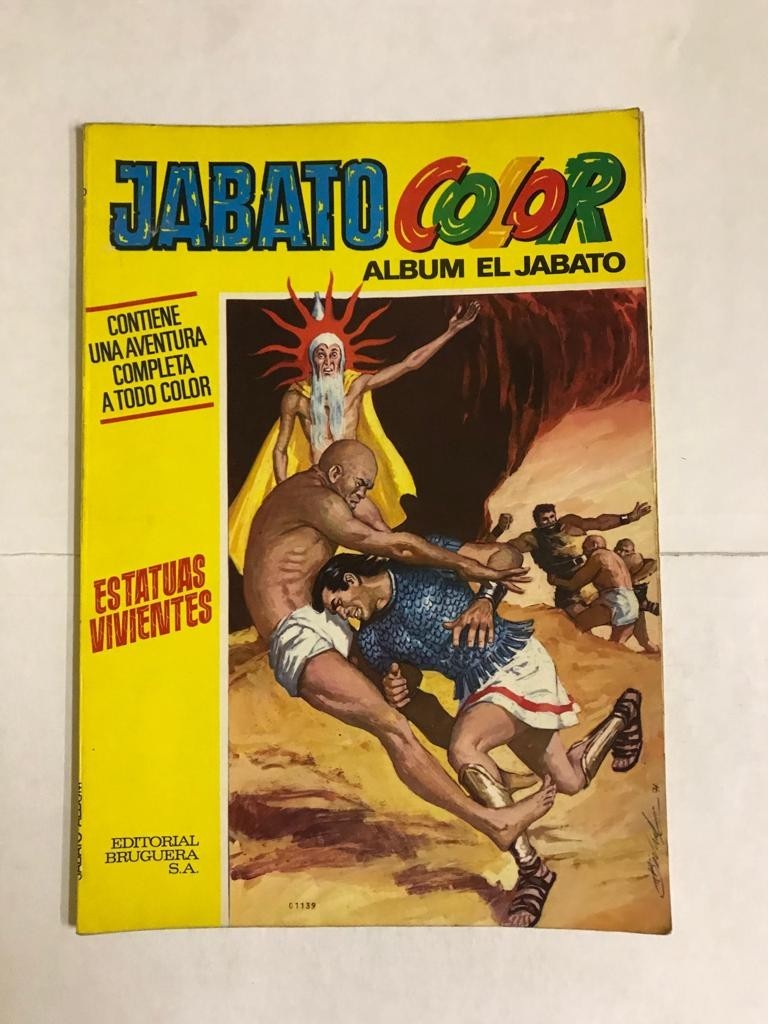 JABATO COLOR
ALBUM EL JABATO
CONTIENE
UNA AVENTURA
COMPLETA
A TODO COLOR
ESTATUAS
VIVIENTES
EDITORIAL
BRUGUERA
S.A.
01139